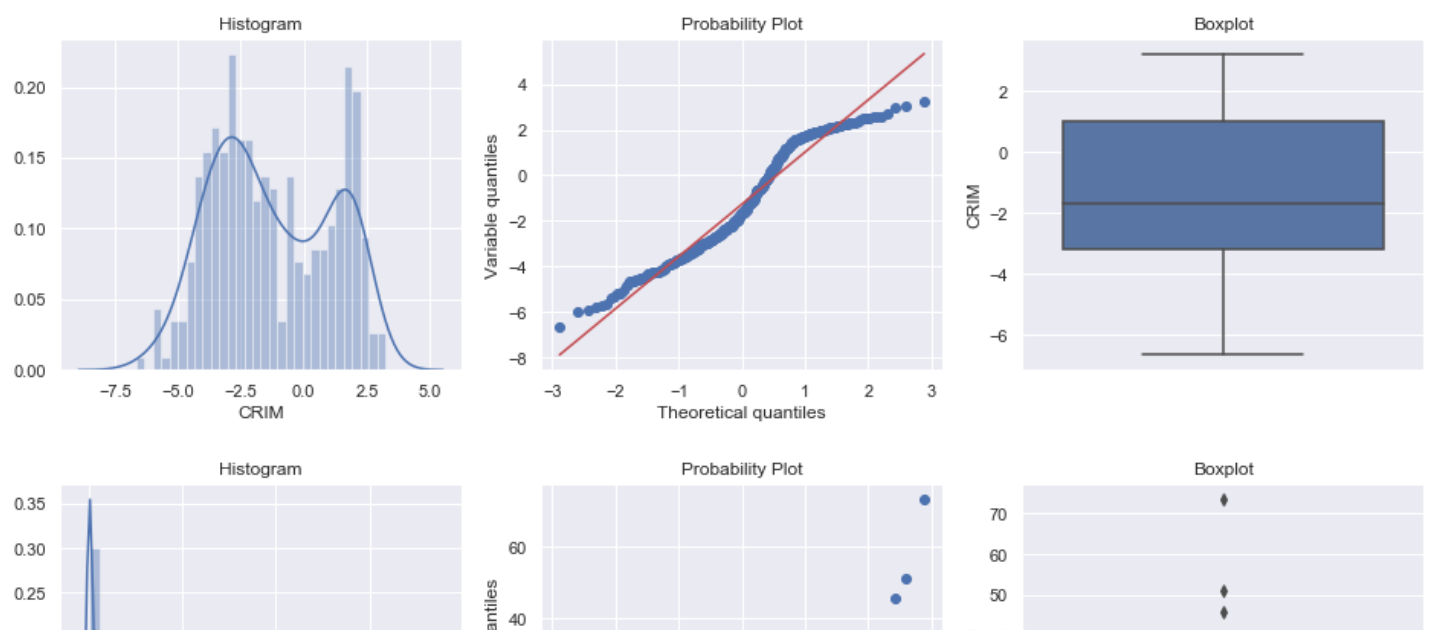 Histogram
0.20
0.15
0.10
0.05
0.00
−7.5 −5.0 −2.5 0.0 2.5 5.0
CRIM
Probability Plot
Variable quantiles
4
2
0
−2
−4
−6
−8
−3 −2 −1 0 1 2 3
Theoretical quantiles
Boxplot
CRIM
2
0
−2
−4
−6
Histogram
0.35
0.30
0.25
Probability Plot
antiles
60
40
Boxplot
70
60
50